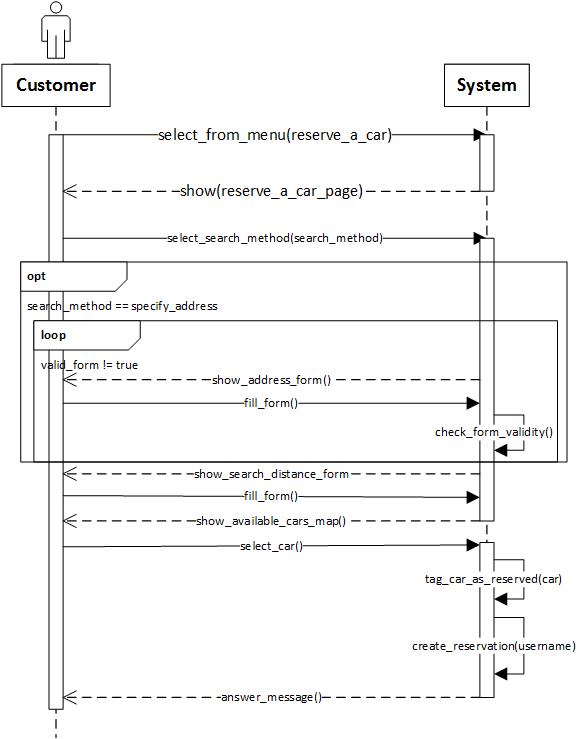 Customer
System
select_from_menu(reserve_a_car)
show(reserve_a_car_page)
select_search_method(search_method)
opt
search_method == specify_address
loop
valid_form != true
show_address_form()
fill_form()
check_form_validity()
show_search_distance_form
fill_form()
show_available_cars_map()
select_car()
tag_car_as_reserved(car)
create_reservation(username)
answer_message()